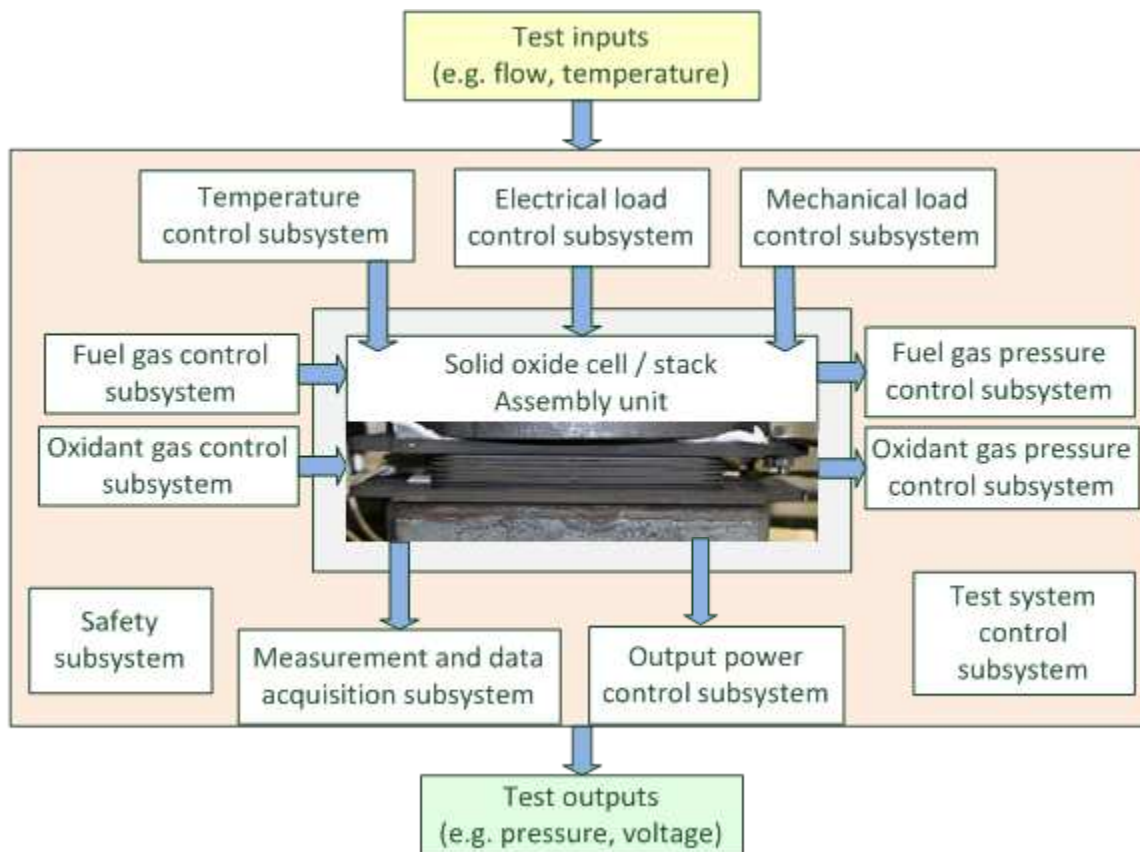 Test inputs
(e.g. flow, temperature)
Temperature
control subsystem
Electrical load
control subsystem
Mechanical load
control subsystem
Fuel gas control
subsystem
Solid oxide cell / stack
Assembly unit
Fuel gas pressure
control subsystem
Oxidant gas control
subsystem
Oxidant gas pressure
control subsystem
Safety
subsystem
Measurement and data
acquisition subsystem
Output power
control subsystem
Test system
control
subsystem
Test outputs
(e.g. pressure, voltage)